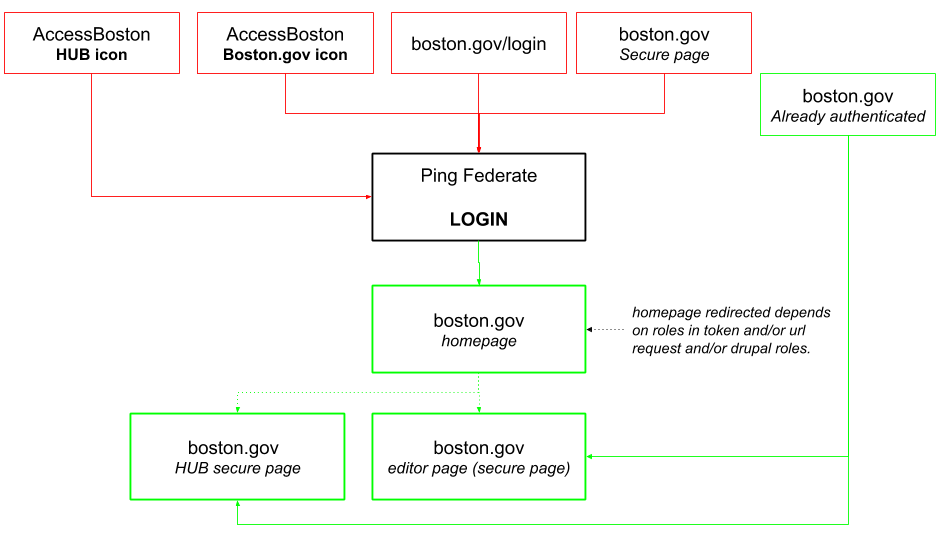 AccessBoston
HUB icon
AccessBoston
Boston.gov icon
boston.gov/login
boston.gov
Secure page
boston.gov
Already authenticated
Ping Federate
LOGIN
boston.gov
homepage
homepage redirected depends
on roles in token and/or url
request and/or drupal roles.
boston.gov
HUB secure page
boston.gov
editor page (secure page)